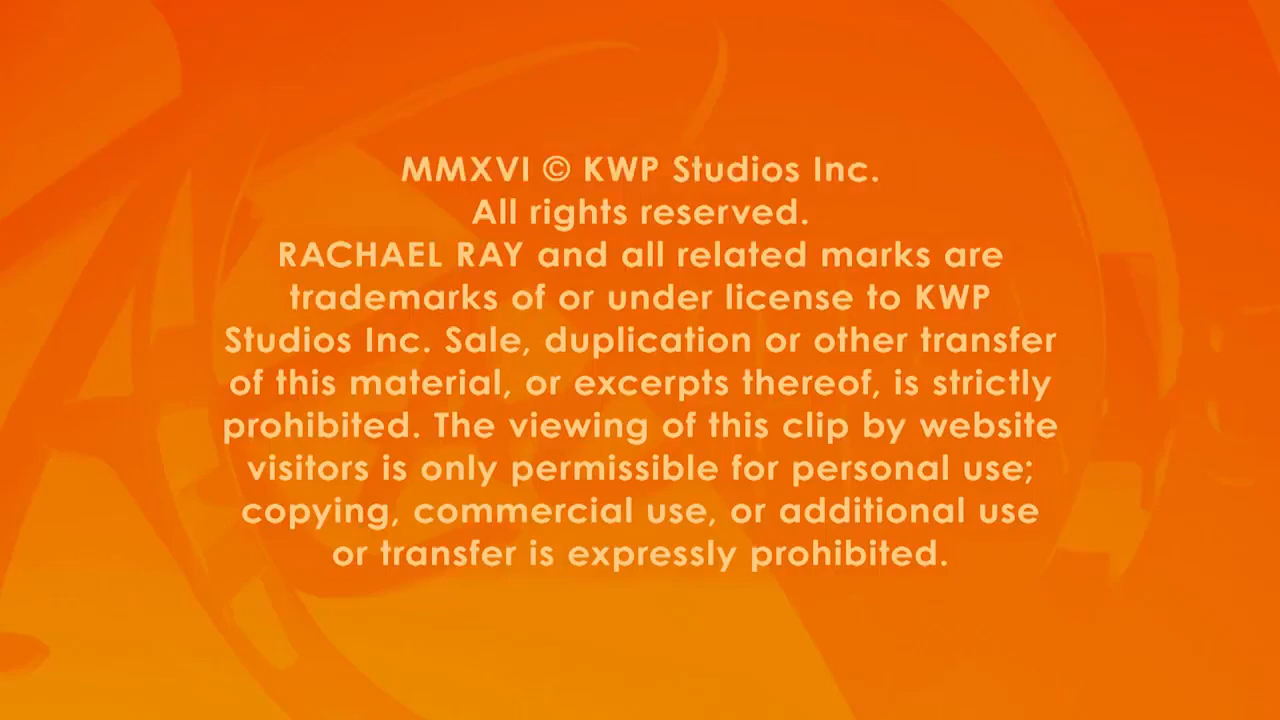 MMXVI © KWP Studios Inc.
All rights reserved.
RACHAEL RAY and all related marks are
trademarks of or under license to KWP
Studios Inc. Sale, duplication or other transfer
of this material, or excerpts thereof, is strictly
prohibited. The viewing of this clip by website
visitors is only permissible for personal use;
copying, commercial use, or additional use
or transfer is expressly prohibited.